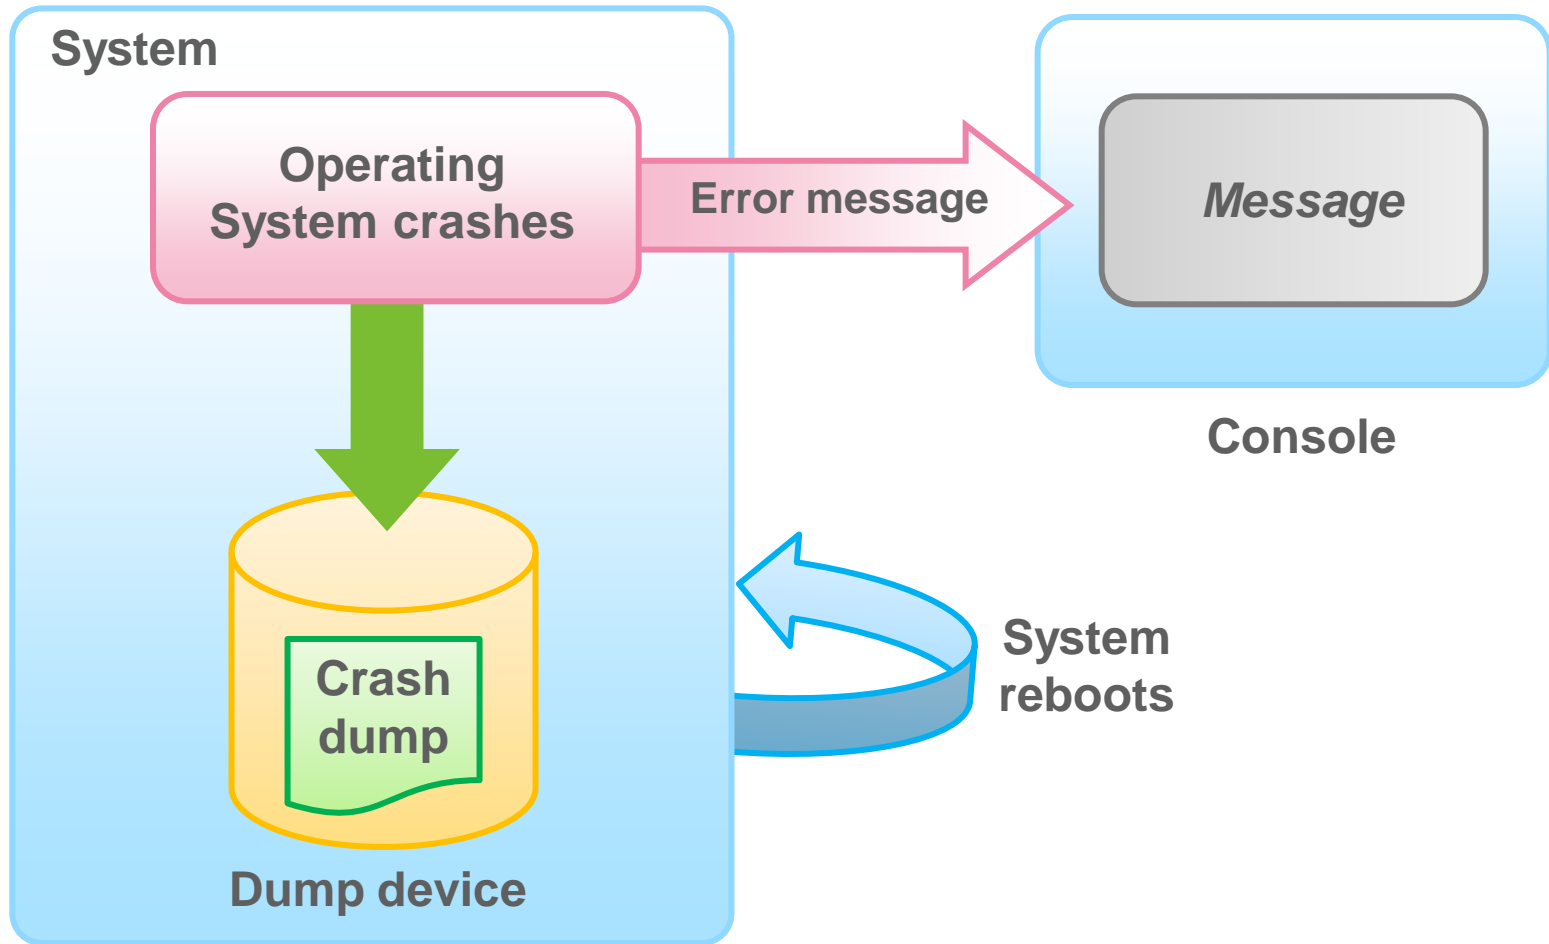 System
Operating
System crashes
Error message
Message
Console
System
reboots
Crash
dump
Dump device